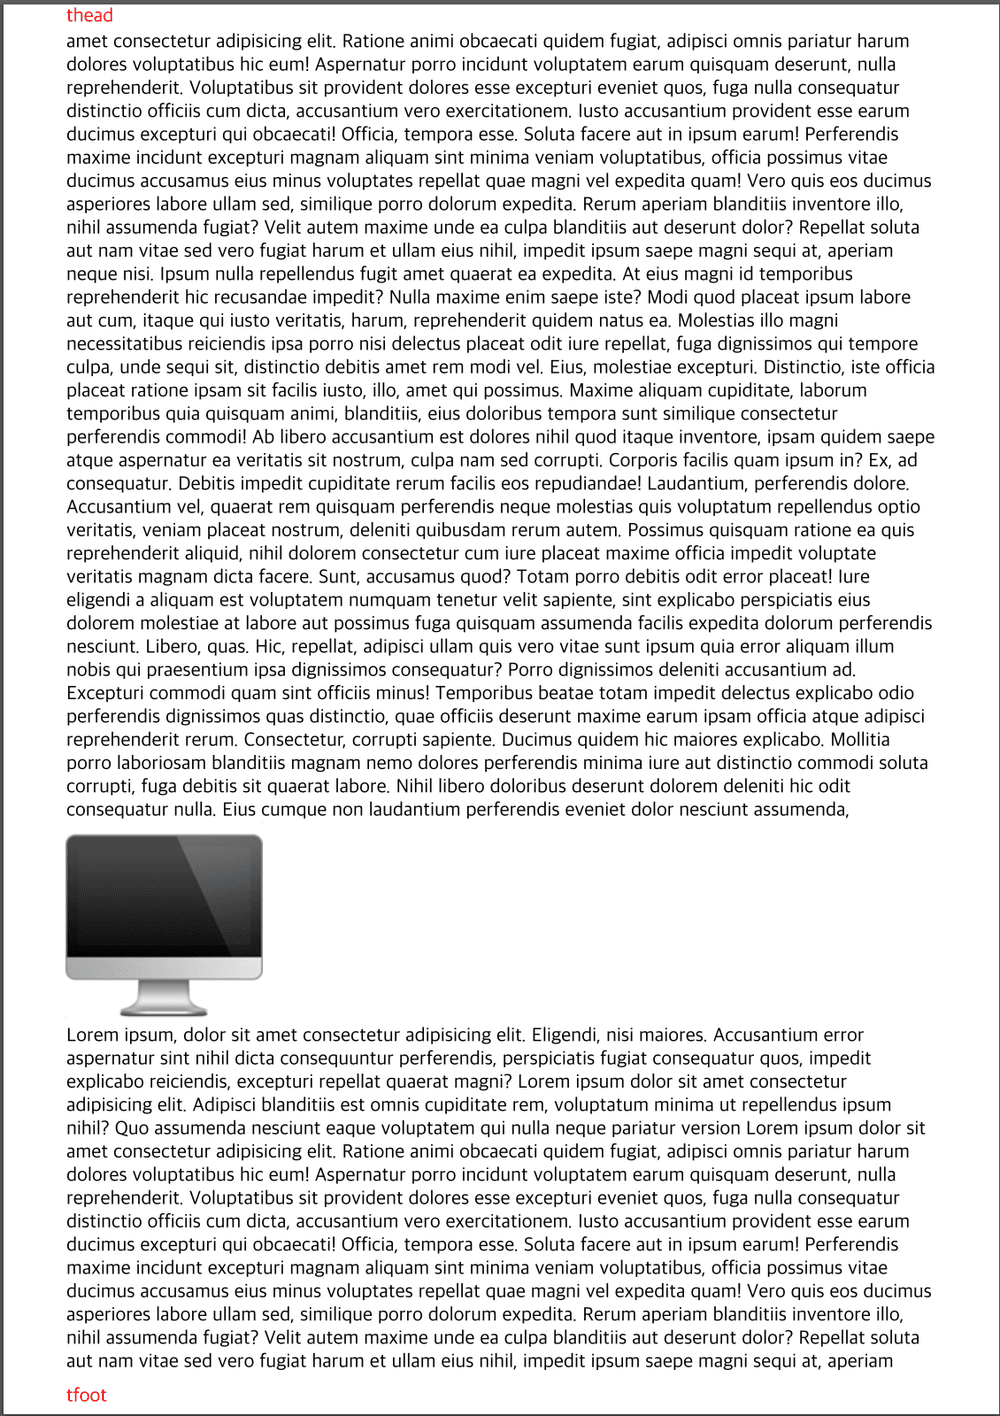 thead
amet consectetur adipisicing elit. Ratione animi obcaecati quidem fugiat, adipisci omnis pariatur harum
dolores voluptatibus hic eum! Aspernatur porro incidunt voluptatem earum quisquam deserunt, nulla
reprehenderit. Voluptatibus sit provident dolores esse excepturi eveniet quos, fuga nulla consequatur
distinctio officiis cum dicta, accusantium vero exercitationem. Iusto accusantium provident esse earum
ducimus excepturi qui obcaecati! Officia, tempora esse. Soluta facere aut in ipsum earum! Perferendis
maxime incidunt excepturi magnam aliquam sint minima veniam voluptatibus, officia possimus vitae
ducimus accusamus eius minus voluptates repellat quae magni vel expedita quam! Vero quis eos ducimus
asperiores labore ullam sed, similique porro dolorum expedita. Rerum aperiam blanditiis inventore illo,
nihil assumenda fugiat? Velit autem maxime unde ea culpa blanditiis aut deserunt dolor? Repellat soluta
aut nam vitae sed vero fugiat harum et ullam eius nihil, impedit ipsum saepe magni sequi at, aperiam
neque nisi. Ipsum nulla repellendus fugit amet quaerat ea expedita. At eius magni id temporibus
reprehenderit hic recusandae impedit? Nulla maxime enim saepe iste? Modi quod placeat ipsum labore
aut cum, itaque qui iusto veritatis, harum, reprehenderit quidem natus ea. Molestias illo magni
necessitatibus reiciendis ipsa porro nisi delectus placeat odit iure repellat, fuga dignissimos qui tempore
culpa, unde sequi sit, distinctio debitis amet rem modi vel. Eius, molestiae excepturi. Distinctio, iste officia
placeat ratione ipsam sit facilis iusto, illo, amet qui possimus. Maxime aliquam cupiditate, laborum
temporibus quia quisquam animi, blanditiis, eius doloribus tempora sunt similique consectetur
perferendis commodi! Ab libero accusantium est dolores nihil quod itaque inventore, ipsam quidem saepe
atque aspernatur ea veritatis sit nostrum, culpa nam sed corrupti. Corporis facilis quam ipsum in? Ex, ad
consequatur. Debitis impedit cupiditate rerum facilis eos repudiandae! Laudantium, perferendis dolore.
Accusantium vel, quaerat rem quisquam perferendis neque molestias quis voluptatum repellendus optio
veritatis, veniam placeat nostrum, deleniti quibusdam rerum autem. Possimus quisquam ratione ea quis
reprehenderit aliquid, nihil dolorem consectetur cum iure placeat maxime officia impedit voluptate
veritatis magnam dicta facere. Sunt, accusamus quod? Totam porro debitis odit error placeat! Iure
eligendi a aliquam est voluptatem numquam tenetur velit sapiente, sint explicabo perspiciatis eius
dolorem molestiae at labore aut possimus fuga quisquam assumenda facilis expedita dolorum perferendis
nesciunt. Libero, quas. Hic, repellat, adipisci ullam quis vero vitae sunt ipsum quia error aliquam illum
nobis qui praesentium ipsa dignissimos consequatur? Porro dignissimos deleniti accusantium ad.
Excepturi commodi quam sint officiis minus! Temporibus beatae totam impedit delectus explicabo odio
perferendis dignissimos quas distinctio, quae officiis deserunt maxime earum ipsam officia atque adipisci
reprehenderit rerum. Consectetur, corrupti sapiente. Ducimus quidem hic maiores explicabo. Mollitia
porro laboriosam blanditiis magnam nemo dolores perferendis minima iure aut distinctio commodi soluta
corrupti, fuga debitis sit quaerat labore. Nihil libero doloribus deserunt dolorem deleniti hic odit
consequatur nulla. Eius cumque non laudantium perferendis eveniet dolor nesciunt assumenda,
Lorem ipsum, dolor sit amet consectetur adipisicing elit. Eligendi, nisi maiores. Accusantium error
aspernatur sint nihil dicta consequuntur perferendis, perspiciatis fugiat consequatur quos, impedit
explicabo reiciendis, excepturi repellat quaerat magni? Lorem ipsum dolor sit amet consectetur
adipisicing elit. Adipisci blanditiis est omnis cupiditate rem, voluptatum minima ut repellendus ipsum
nihil? Quo assumenda nesciunt eaque voluptatem qui nulla neque pariatur version Lorem ipsum dolor sit
amet consectetur adipisicing elit. Ratione animi obcaecati quidem fugiat, adipisci omnis pariatur harum
dolores voluptatibus hic eum! Aspernatur porro incidunt voluptatem earum quisquam deserunt, nulla
reprehenderit. Voluptatibus sit provident dolores esse excepturi eveniet quos, fuga nulla consequatur
distinctio officiis cum dicta, accusantium vero exercitationem. Iusto accusantium provident esse earum
ducimus excepturi qui obcaecati! Officia, tempora esse. Soluta facere aut in ipsum earum! Perferendis
maxime incidunt excepturi magnam aliquam sint minima veniam voluptatibus, officia possimus vitae
ducimus accusamus eius minus voluptates repellat quae magni vel expedita quam! Vero quis eos ducimus
asperiores labore ullam sed, similique porro dolorum expedita. Rerum aperiam blanditiis inventore illo,
nihil assumenda fugiat? Velit autem maxime unde ea culpa blanditiis aut deserunt dolor? Repellat soluta
aut nam vitae sed vero fugiat harum et ullam eius nihil, impedit ipsum saepe magni sequi at, aperiam
tfoot